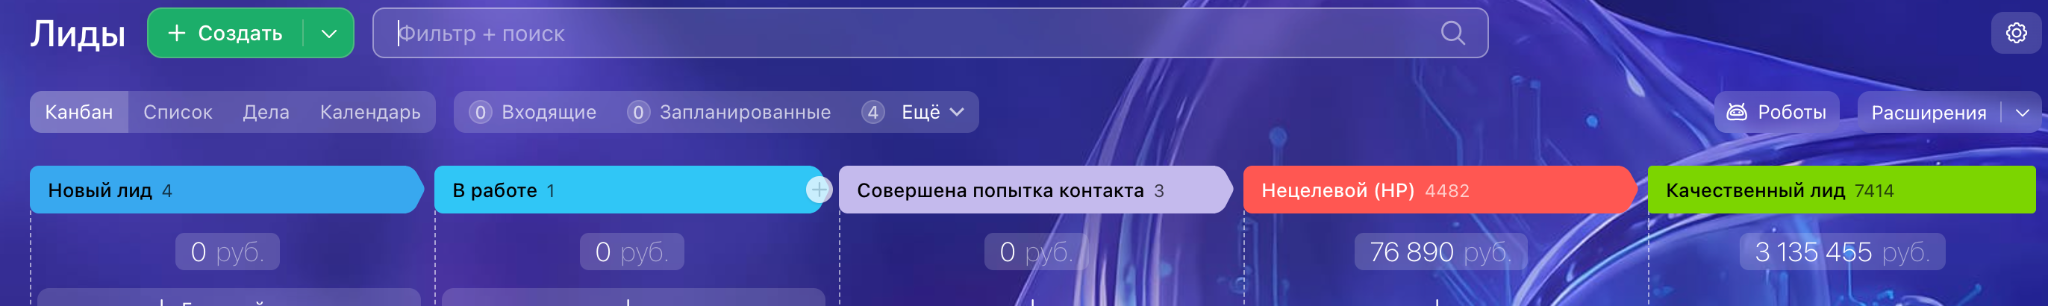 Лиды + Создать Фильтр + поиск
Канбан Список Дела Календарь 0 Входящие 0 Запланированные 4 Ещё Роботы Расширения
Новый лид 4 В работе 1 + Совершена попытка контакта 3 Нецелевой (НР) 4482 Качественный лид 7414
0 руб. 0 руб. 0 руб. 76 890 руб. 3 135 455 руб.